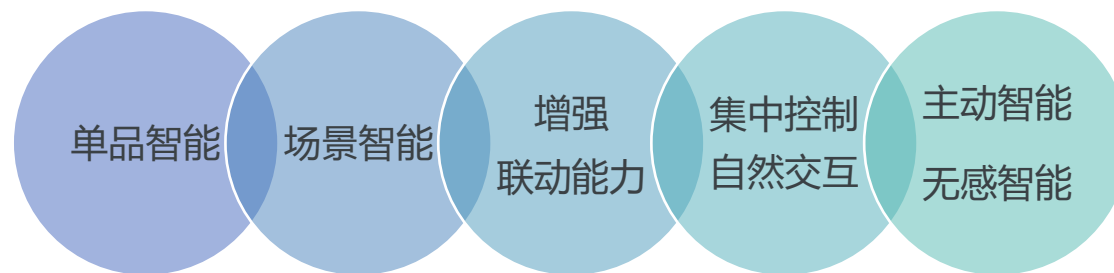 单品智能
场景智能
增强
联动能力
集中控制
自然交互
主动智能
无感智能